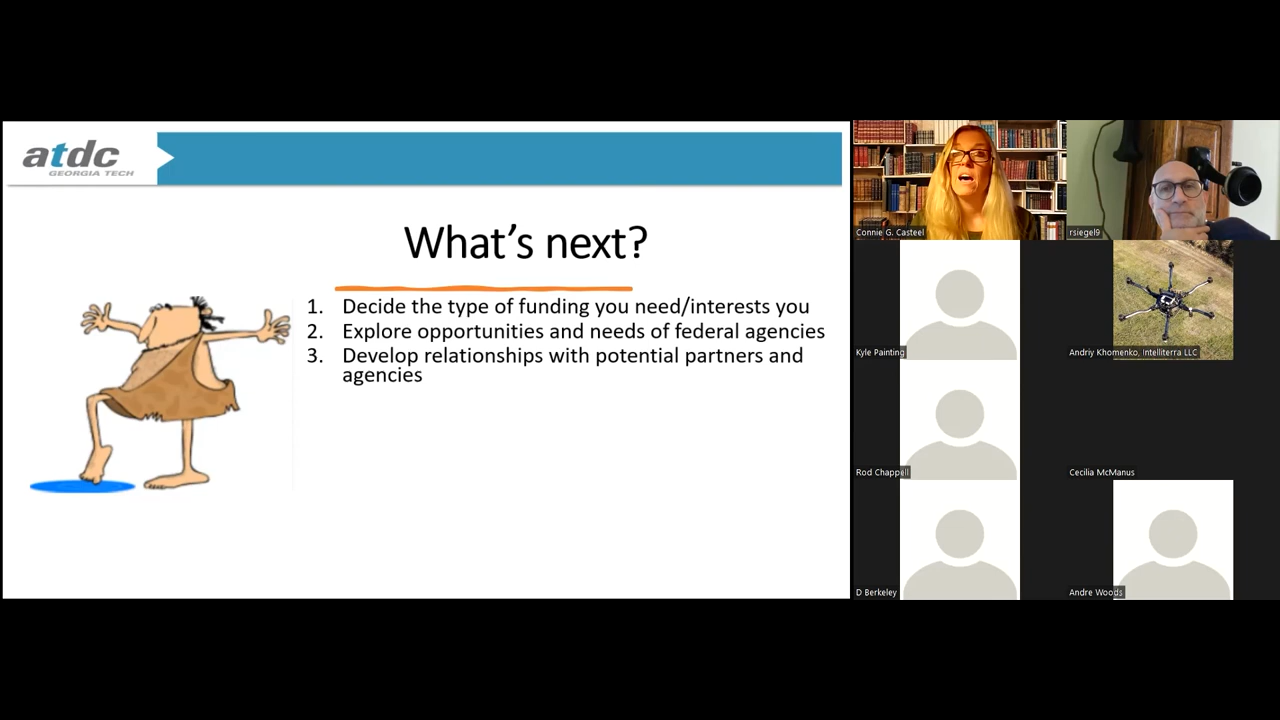 atdc
GEORGIA TECH
What's next?
1. Decide the type of funding you need/interests you
2. Explore opportunities and needs of federal agencies
3. Develop relationships with potential partners and
agencies
Connie G. Casteel
rsiegel9
Kyle Painting
Andriy Khomenko, Intelliterra LLC
Rod Chappell
Cecilia McManus
D Berkeley
Andre Woods